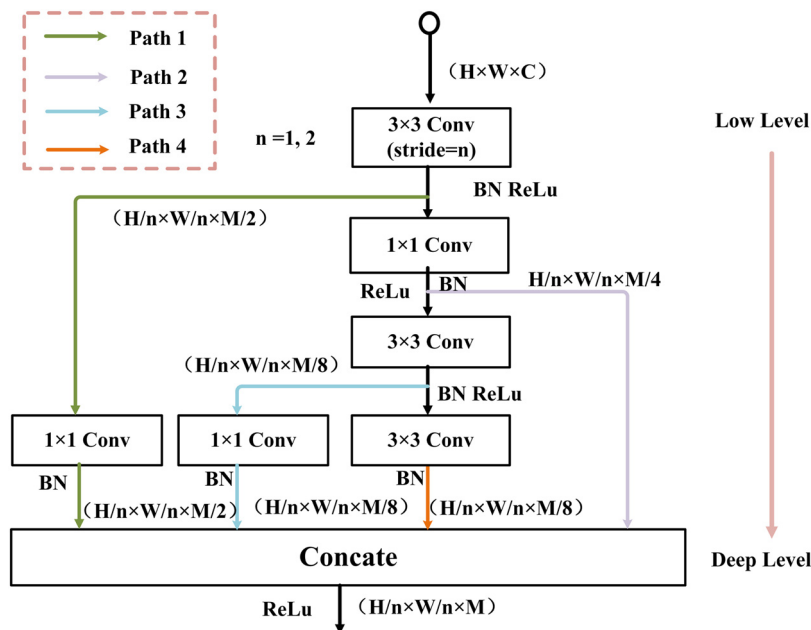 Path 1
Path 2
Path 3
Path 4
n =1, 2
（H×W×C）
3×3 Conv
(stride=n)
Low Level
BN ReLu
（H/n×W/n×M/2）
1×1 Conv
ReLu
BN
H/n×W/n×M/4
3×3 Conv
（H/n×W/n×M/8）
BN ReLu
1×1 Conv
1×1 Conv
3×3 Conv
BN
BN
BN
（H/n×W/n×M/2）
（H/n×W/n×M/8）
（H/n×W/n×M/8）
Concate
Deep Level
ReLu
（H/n×W/n×M）